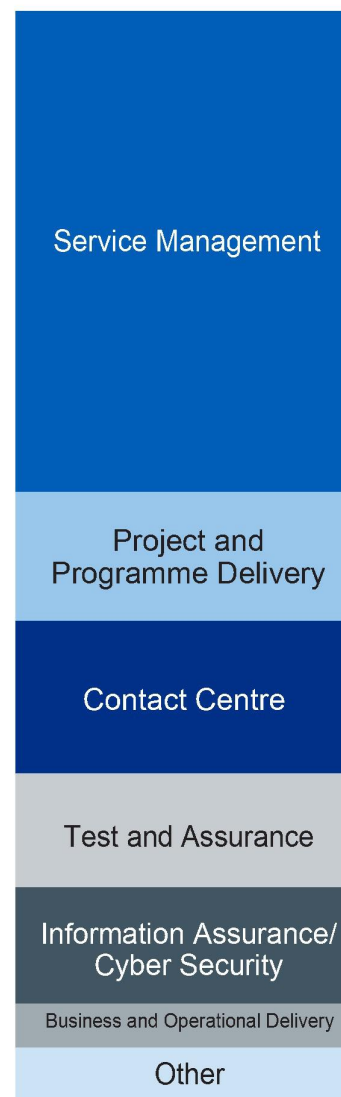 Service Management
Project and
Programme Delivery
Contact Centre
Test and Assurance
Information Assurance/
Cyber Security
Business and Operational Delivery
Other